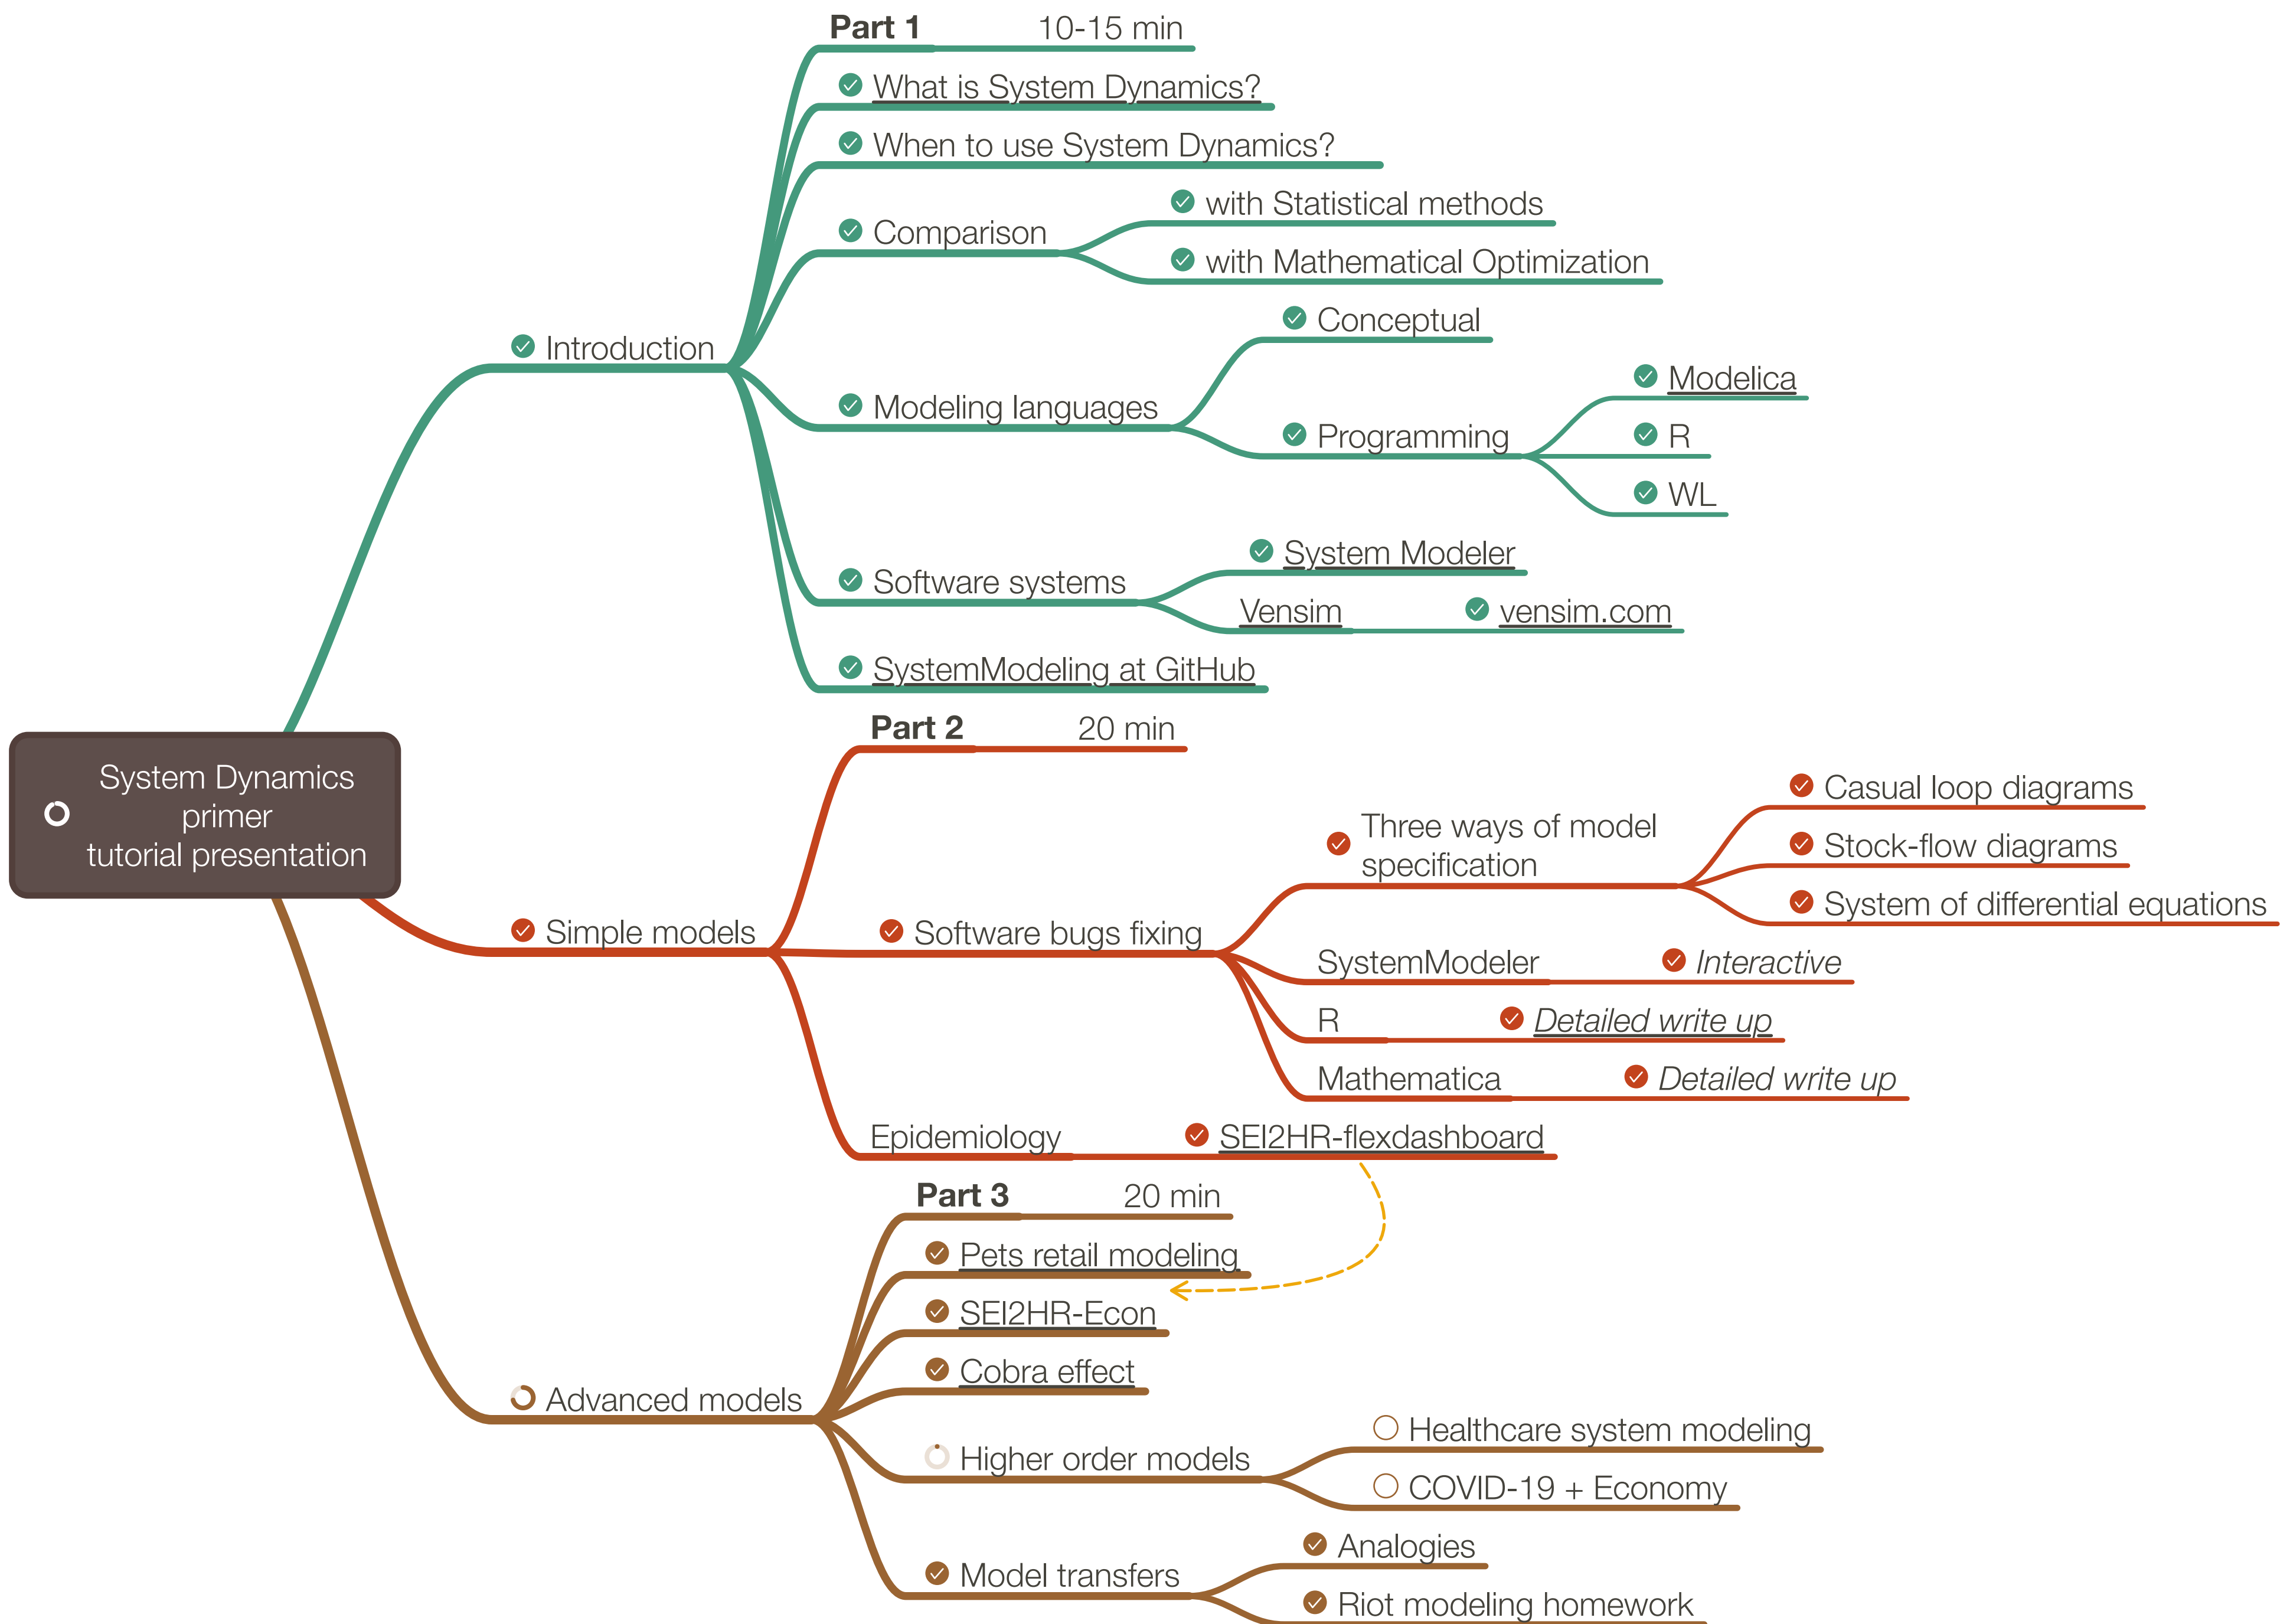 Part 1 10-15 min
What is System Dynamics?
When to use System Dynamics?
with Statistical methods
Comparison
with Mathematical Optimization
Conceptual
Introduction
Modelica
Modeling languages
Programming
R
WL
System Modeler
Software systems
Vensim vensim.com
SystemModeling at GitHub
Part 2 20 min
System Dynamics
primer
tutorial presentation
Casual loop diagrams
Three ways of model
specification
Stock-flow diagrams
System of differential equations
Simple models
Software bugs fixing
SystemModeler Interactive
R Detailed write up
Mathematica Detailed write up
Epidemiology SEI2HR-flexdashboard
Part 3 20 min
Pets retail modeling
SEI2HR-Econ
Cobra effect
Advanced models
Healthcare system modeling
Higher order models
COVID-19 + Economy
Analogies
Model transfers
Riot modeling homework